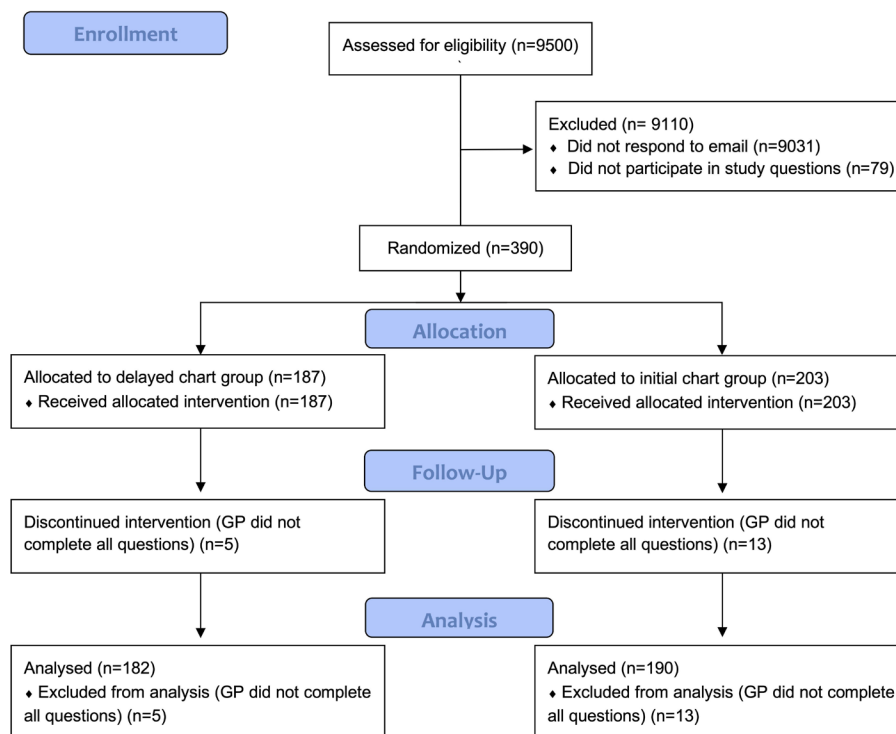 Enrollment
Assessed for eligibility (n=9500)
Excluded (n= 9110)
♦ Did not respond to email (n=9031)
♦ Did not participate in study questions (n=79)
Randomized (n=390)
Allocation
Allocated to delayed chart group (n=187)
♦ Received allocated intervention (n=187)
Allocated to initial chart group (n=203)
♦ Received allocated intervention (n=203)
Follow-Up
Discontinued intervention (GP did not
complete all questions) (n=5)
Discontinued intervention (GP did not
complete all questions) (n=13)
Analysis
Analysed (n=182)
♦ Excluded from analysis (GP did not complete
all questions) (n=5)
Analysed (n=190)
♦ Excluded from analysis (GP did not complete
all questions) (n=13)